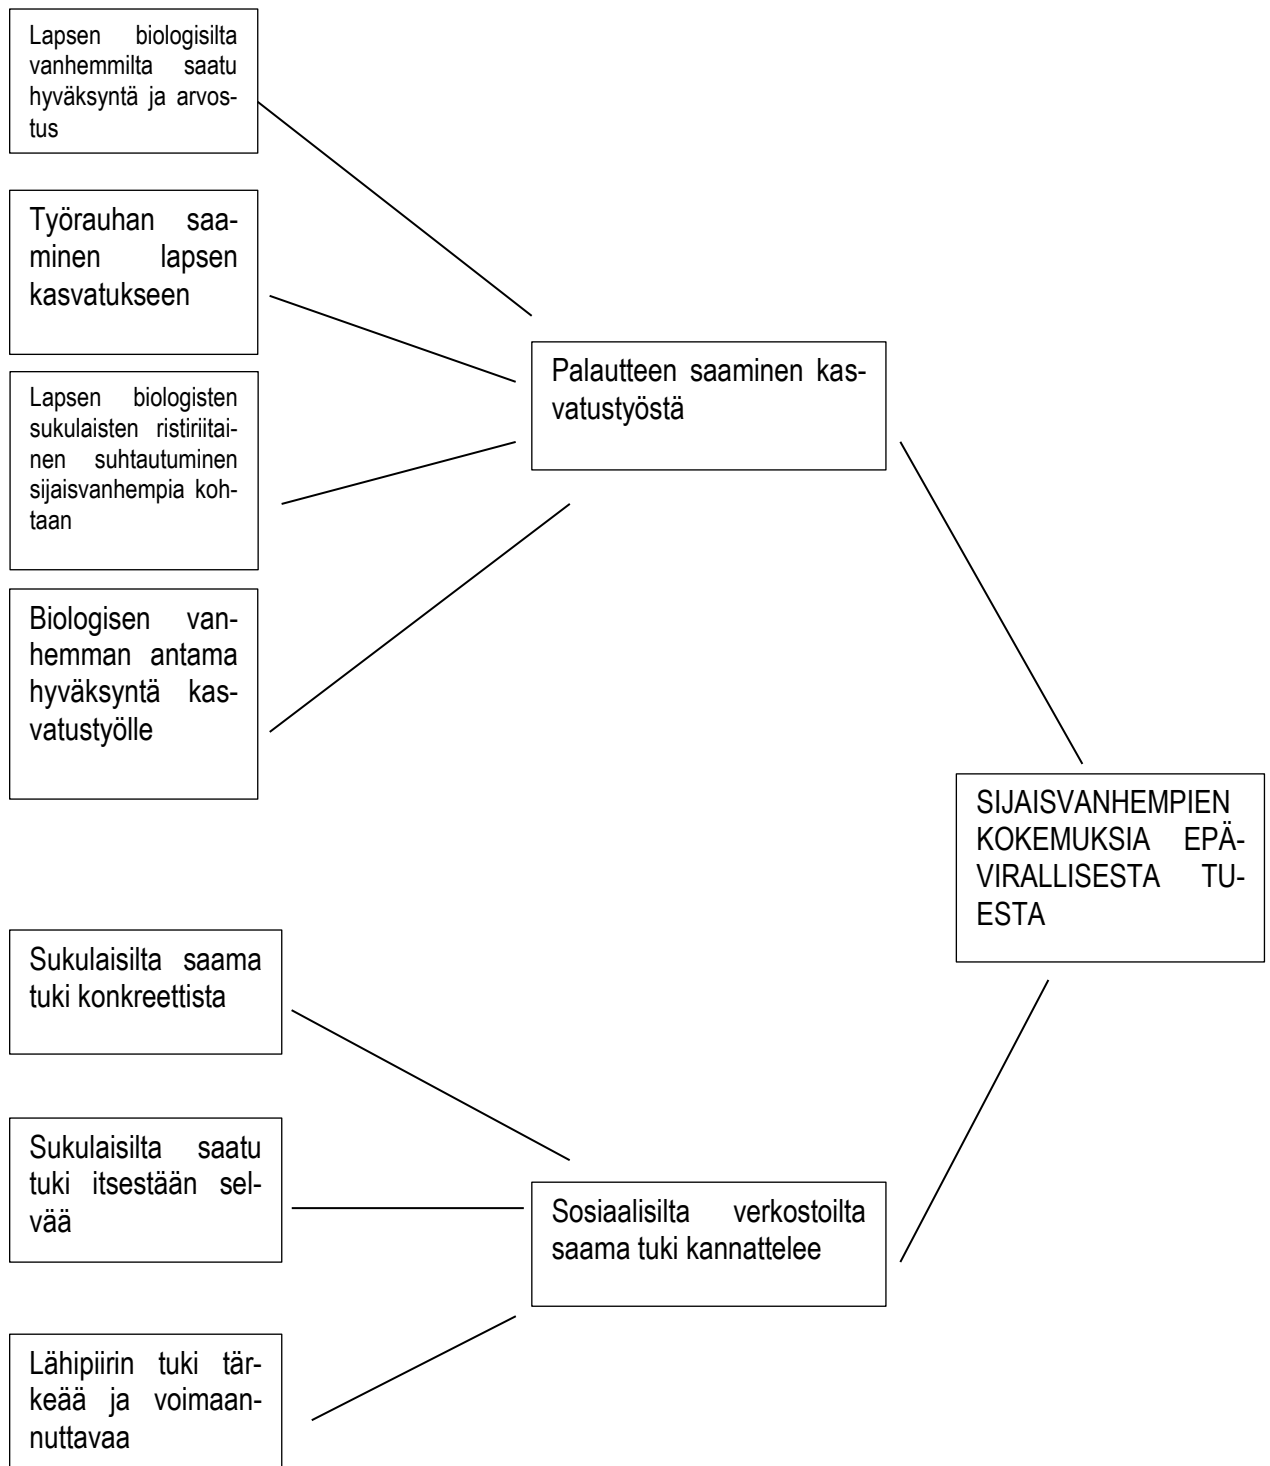 Lapsen biologisilta
vanhemmilta saatu
hyväksyntä ja arvos-
tus
Työrauhan saa-
minen lapsen
kasvatukseen
Lapsen biologisten
sukulaisten ristiriitai-
nen suhtautuminen
sijaisvanhempia koh-
taan
Biologisen van-
hemman antama
hyväksyntä kas-
vatustyölle
Palautteen saaminen kas-
vatustyöstä
SIJAISVANHEMPIEN
KOKEMUKSIA EPÄ-
VIRALLISESTA TU-
ESTA
Sukulaisilta saama
tuki konkreettista
Sukulaisilta saatu
tuki itsestään sel-
vää
Lähipiirin tuki tär-
keää ja voimaan-
nuttavaa
Sosiaalisilta verkostoilta
saama tuki kannattelee